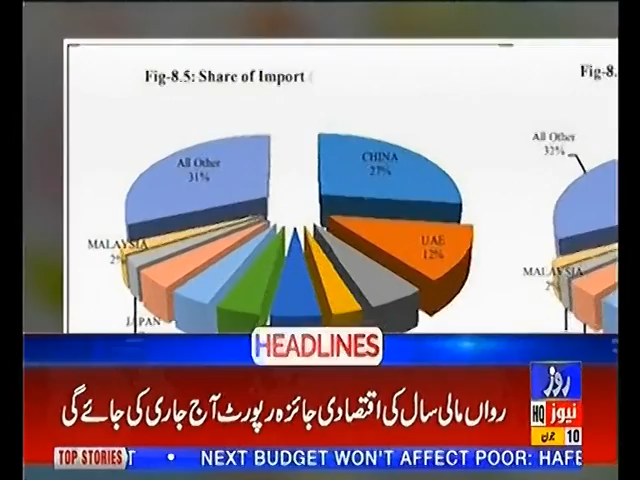 Fig-8.5: Share of Import
Fig-8.
All Other
31%
CHINA
27%
UAE
12%
MALAYSIA
2%
JAPAN
All Other
32%
MALAYSIA
2%
HEADLINES
رواں مالی سال کی اقتصادی جائزہ رپورٹ آج جاری کی جائے گی
روز
HQ نیوز
جون 10
TOP STORIES T • NEXT BUDGET WON'T AFFECT POOR: HAFE